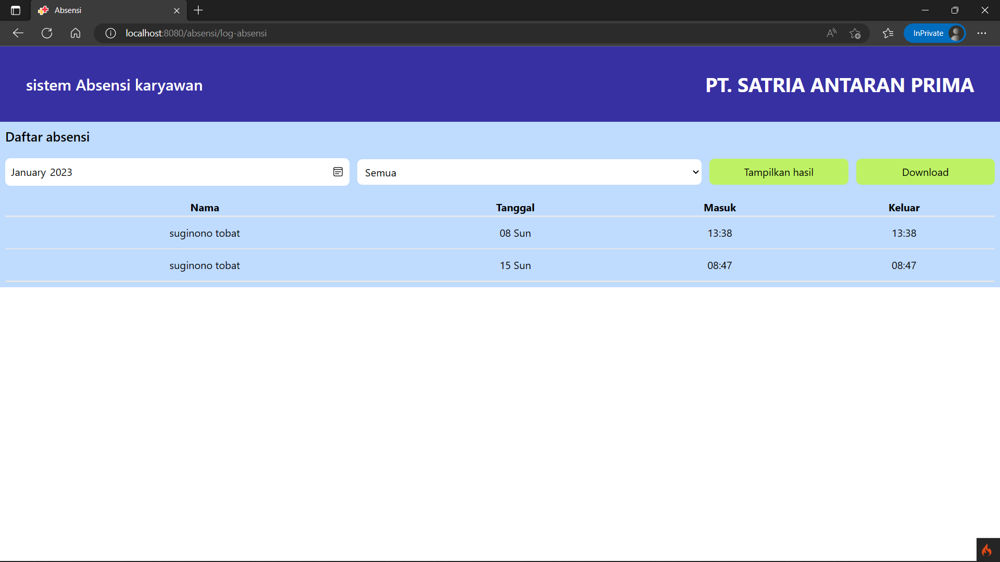 Absensi
localhost:8080/absensi/log-absensi
InPrivate
sistem Absensi karyawan
PT. SATRIA ANTARAN PRIMA
Daftar absensi
January 2023
Semua
Tampilkan hasil
Download
Nama Tanggal Masuk Keluar
suginono tobat 08 Sun 13:38 13:38
suginono tobat 15 Sun 08:47 08:47